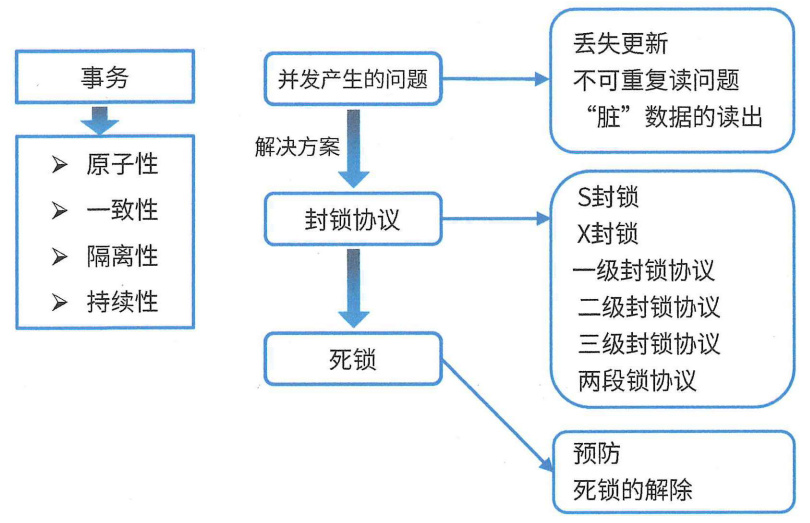 事务
原子性
一致性
隔离性
持续性
并发产生的问题
丢失更新
不可重复读问题
“脏”数据的读出
解决方案
封锁协议
S封锁
X封锁
一级封锁协议
二级封锁协议
三级封锁协议
两段锁协议
死锁
预防
死锁的解除